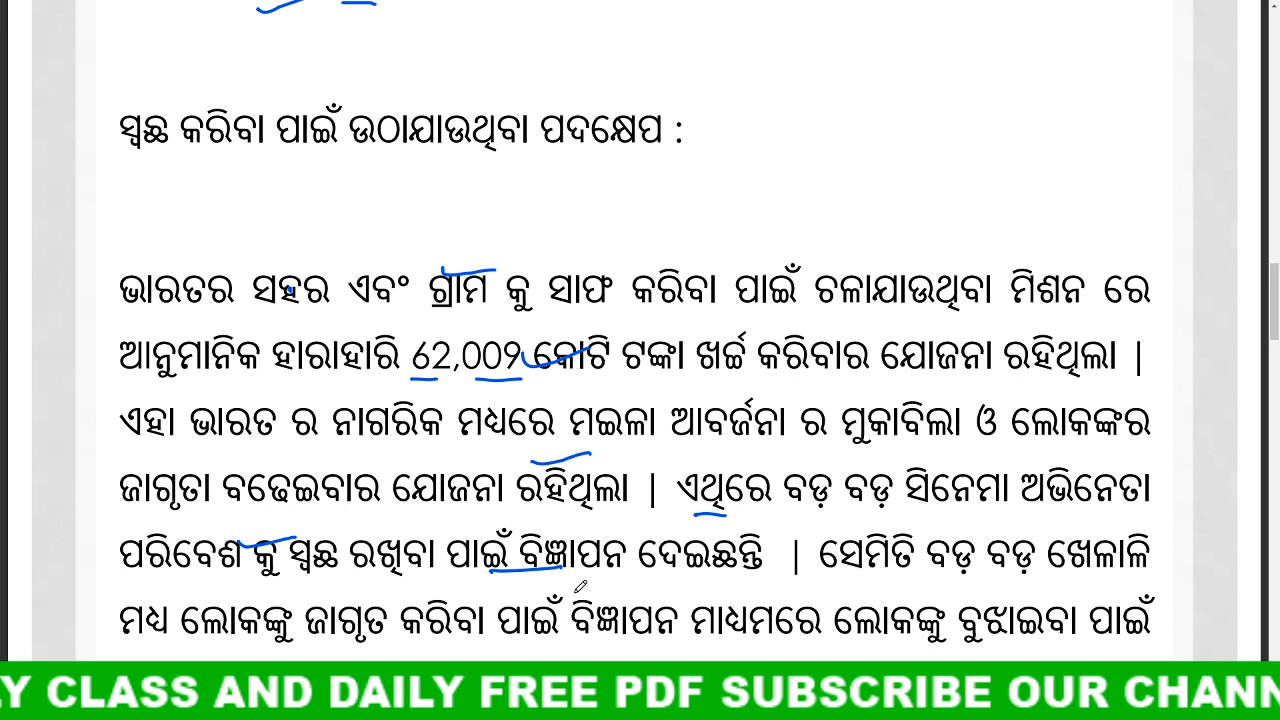 ସ୍ୱଛ କରିବା ପାଇଁ ଉଠାଯାଉଥିବା ପଦକ୍ଷେପ :
ଭାରତର ସହର ଏବଂ ଗ୍ରାମ କୁ ସାଫ କରିବା ପାଇଁ ଚଳାଯାଉଥିବା ମିଶନ ରେ
ଆନୁମାନିକ ହାରାହାରି 62,009 କୋଟି ଟଙ୍କା ଖର୍ଚ୍ଚ କରିବାର ଯୋଜନା ରହିଥିଲା |
ଏହା ଭାରତ ର ନାଗରିକ ମଧ୍ୟରେ ମଇଳା ଆବର୍ଜନା ର ମୁକାବିଲା ଓ ଲୋକଙ୍କର
ଜାଗୃତା ବଢେଇବାର ଯୋଜନା ରହିଥିଲା | ଏଥିରେ ବଡ଼ ବଡ଼ ସିନେମା ଅଭିନେତା
ପରିବେଶ କୁ ସ୍ୱଛ ରଖିବା ପାଇଁ ବିଜ୍ଞାପନ ଦେଇଛନ୍ତି | ସେମିତି ବଡ଼ ବଡ଼ ଖେଳାଳି
ମଧ୍ୟ ଲୋକଙ୍କୁ ଜାଗୃତ କରିବା ପାଇଁ ବିଜ୍ଞାପନ ମାଧ୍ୟମରେ ଲୋକଙ୍କୁ ବୁଝାଇବା ପାଇଁ
Y CLASS AND DAILY FREE PDF SUBSCRIBE OUR CHANN